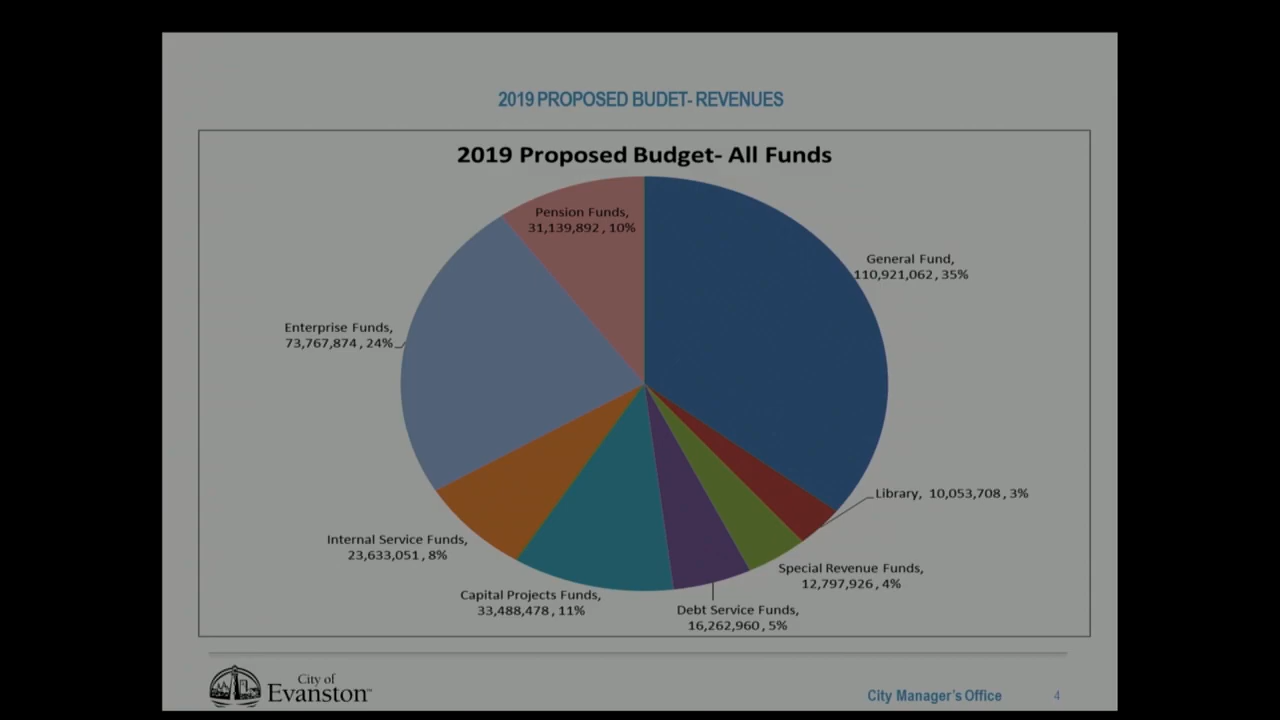 2019 PROPOSED BUDET- REVENUES
2019 Proposed Budget- All Funds
Pension Funds,
31,139,892 , 10%
General Fund,
110,921,062 , 35%
Enterprise Funds,
73,767,874 , 24%
Library, 10,053,708 , 3%
Internal Service Funds,
23,633,051 , 8%
Special Revenue Funds,
12,797,926 , 4%
Capital Projects Funds,
33,488,478 , 11%
Debt Service Funds,
16,262,960 , 5%
City of
Evanston™
City Manager's Office
4